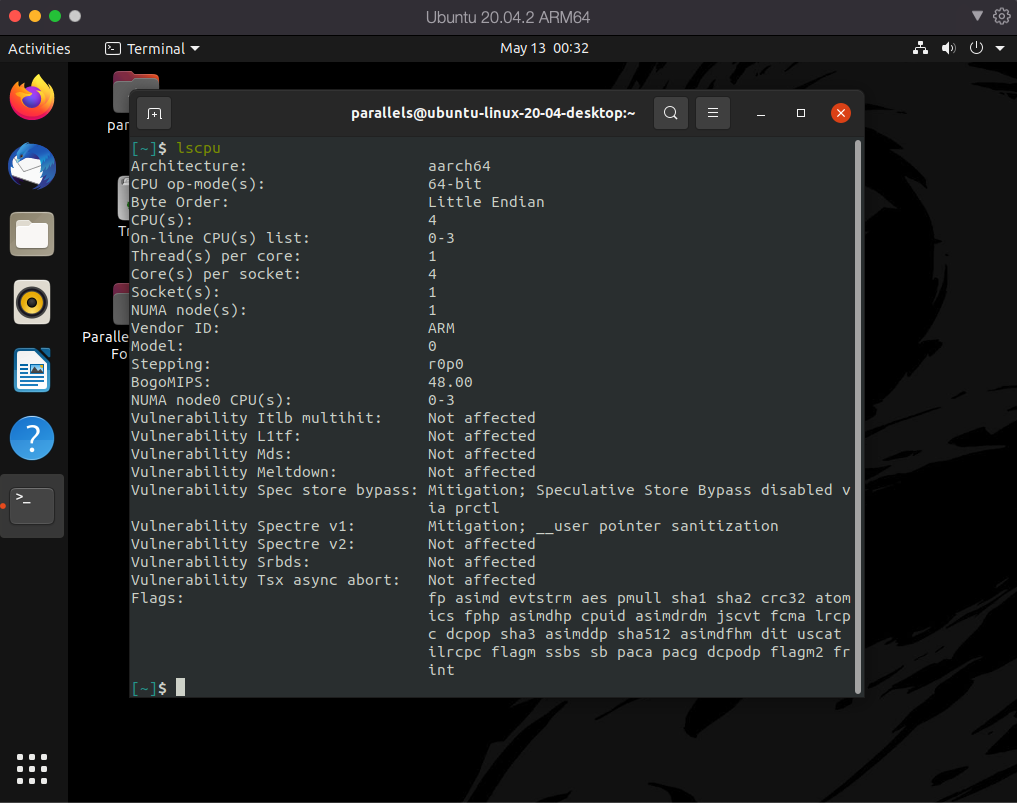 Ubuntu 20.04.2 ARM64
Activities
Terminal
May 13 00:32
parallels@ubuntu-linux-20-04-desktop:~
[~]$ lscpu
Architecture: aarch64
CPU op-mode(s): 64-bit
Byte Order: Little Endian
CPU(s): 4
On-line CPU(s) list: 0-3
Thread(s) per core: 1
Core(s) per socket: 4
Socket(s): 1
NUMA node(s): 1
Vendor ID: ARM
Model: 0
Stepping: r0p0
BogoMIPS: 48.00
NUMA node0 CPU(s): 0-3
Vulnerability Itlb multihit: Not affected
Vulnerability L1tf: Not affected
Vulnerability Mds: Not affected
Vulnerability Meltdown: Not affected
Vulnerability Spec store bypass: Mitigation; Speculative Store Bypass disabled v
ia prctl
Vulnerability Spectre v1: Mitigation; __user pointer sanitization
Vulnerability Spectre v2: Not affected
Vulnerability Srbds: Not affected
Vulnerability Tsx async abort: Not affected
Flags: fp asimd evtstrm aes pmull sha1 sha2 crc32 atom
ics fphp asimdhp cpuid asimdrdm jscvt fcma lrcp
c dcpop sha3 asimddp sha512 asimdfhm dit uscat
ilrcpc flagm ssbs sb paca pacg dcpodp flagm2 fr
int
[~]$
par
Tr
Paralle
Fo